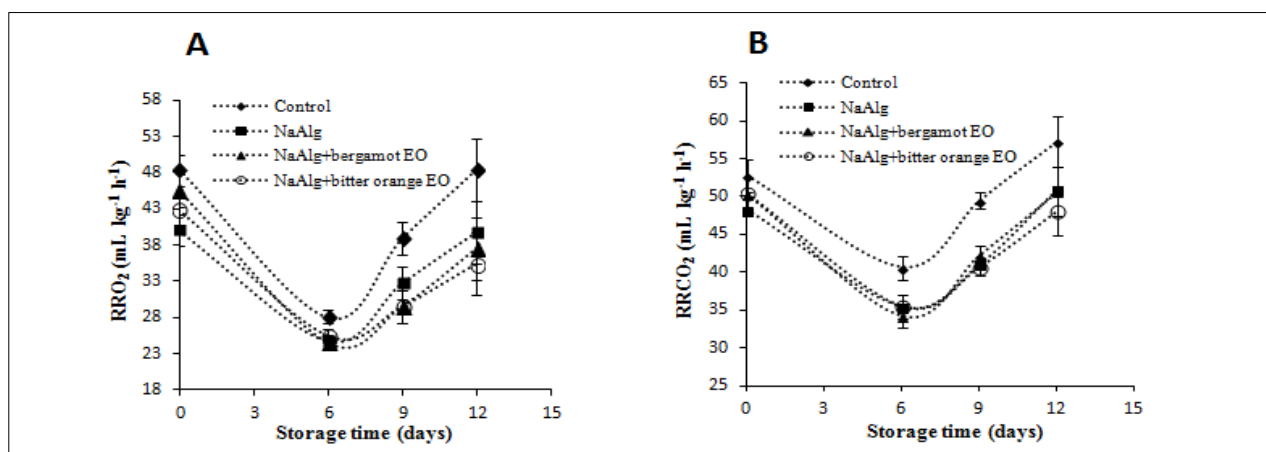 A
RRO₂ (mL kg⁻¹ h⁻¹)
58
53
48
43
38
33
28
23
18
Control
NaAlg
NaAlg+bergamot EO
NaAlg+bitter orange EO
0 3 6 9 12 15
Storage time (days)
B
RRCO₂ (mL kg⁻¹ h⁻¹)
65
60
55
50
45
40
35
30
25
Control
NaAlg
NaAlg+bergamot EO
NaAlg+bitter orange EO
0 3 6 9 12 15
Storage time (days)